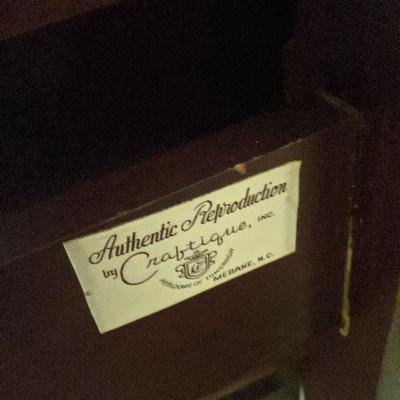 Authentic Reproduction
by Craftique, INC.
HEIRLOOMS OF TOMORROW
MEBANE, N.C.